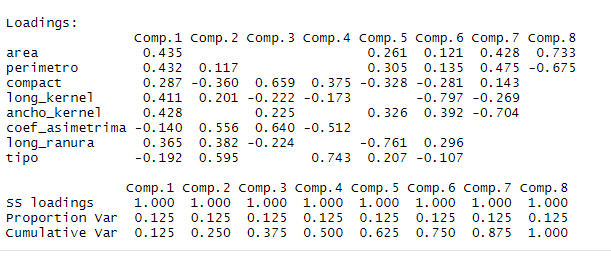 Loadings:
              Comp.1 Comp.2 Comp.3 Comp.4 Comp.5 Comp.6 Comp.7 Comp.8
area           0.435                       0.261  0.121  0.428  0.733
perimetro      0.432  0.117                0.305  0.135  0.475 -0.675
compact        0.287 -0.360  0.659  0.375 -0.328 -0.281  0.143
long_kernel    0.411  0.201 -0.222 -0.173        -0.797 -0.269
ancho_kernel   0.428         0.225         0.326  0.392 -0.704
coef_asimetrima -0.140  0.556  0.640 -0.512
long_ranura    0.365  0.382 -0.224        -0.761  0.296
tipo          -0.192  0.595         0.743  0.207 -0.107
              Comp.1 Comp.2 Comp.3 Comp.4 Comp.5 Comp.6 Comp.7 Comp.8
SS loadings    1.000  1.000  1.000  1.000  1.000  1.000  1.000  1.000
Proportion Var 0.125  0.125  0.125  0.125  0.125  0.125  0.125  0.125
Cumulative Var 0.125  0.250  0.375  0.500  0.625  0.750  0.875  1.000